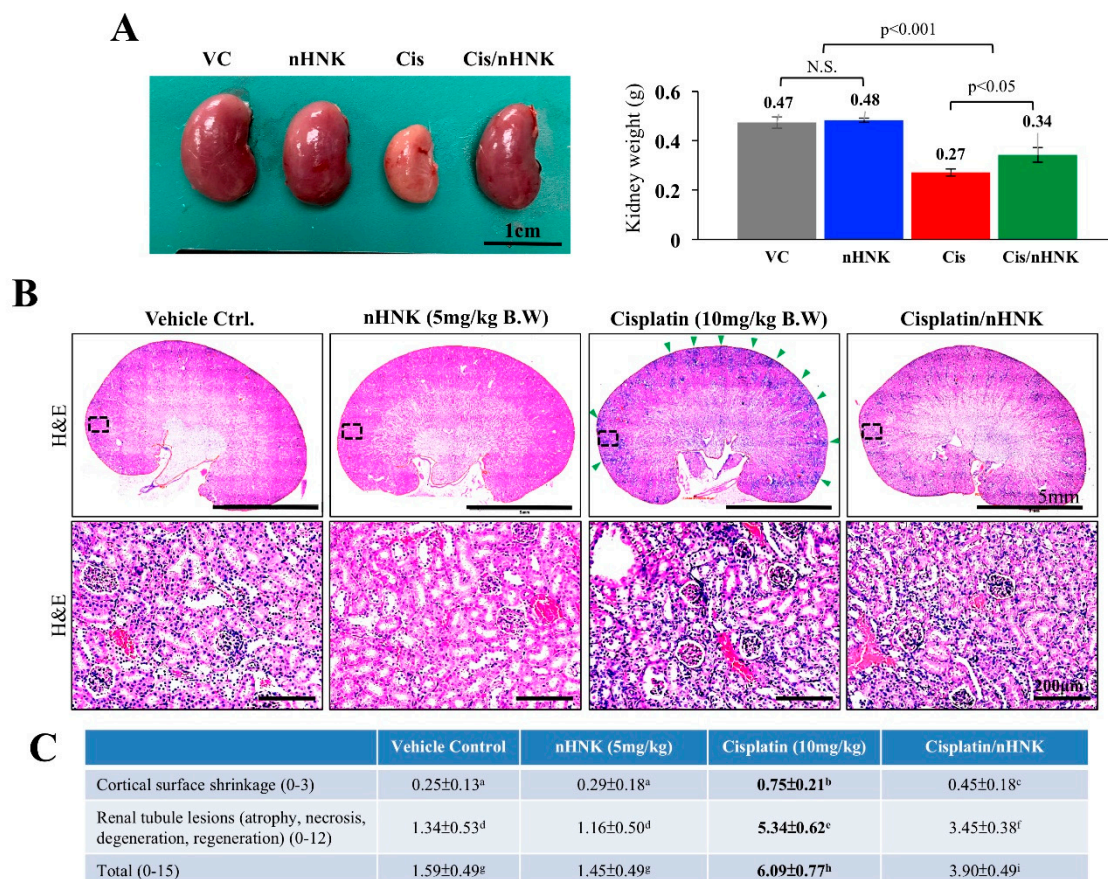 A
VC nHNK Cis Cis/nHNK
1cm
p<0.001
N.S.
p<0.05
Kidney weight (g)
0.6
0.4
0.2
0
0.47
0.48
0.27
0.34
VC nHNK Cis Cis/nHNK
B
Vehicle Ctrl. nHNK (5mg/kg B.W) Cisplatin (10mg/kg B.W) Cisplatin/nHNK
H&E
5mm
H&E
200μm
C
Vehicle Control nHNK (5mg/kg) Cisplatin (10mg/kg) Cisplatin/nHNK
Cortical surface shrinkage (0-3) 0.25±0.13ᵃ 0.29±0.18ᵃ 0.75±0.21ᵇ 0.45±0.18ᶜ
Renal tubule lesions (atrophy, necrosis,
degeneration, regeneration) (0-12) 1.34±0.53ᵈ 1.16±0.50ᵈ 5.34±0.62ᵉ 3.45±0.38ᶠ
Total (0-15) 1.59±0.49ᵍ 1.45±0.49ᵍ 6.09±0.77ʰ 3.90±0.49ⁱ